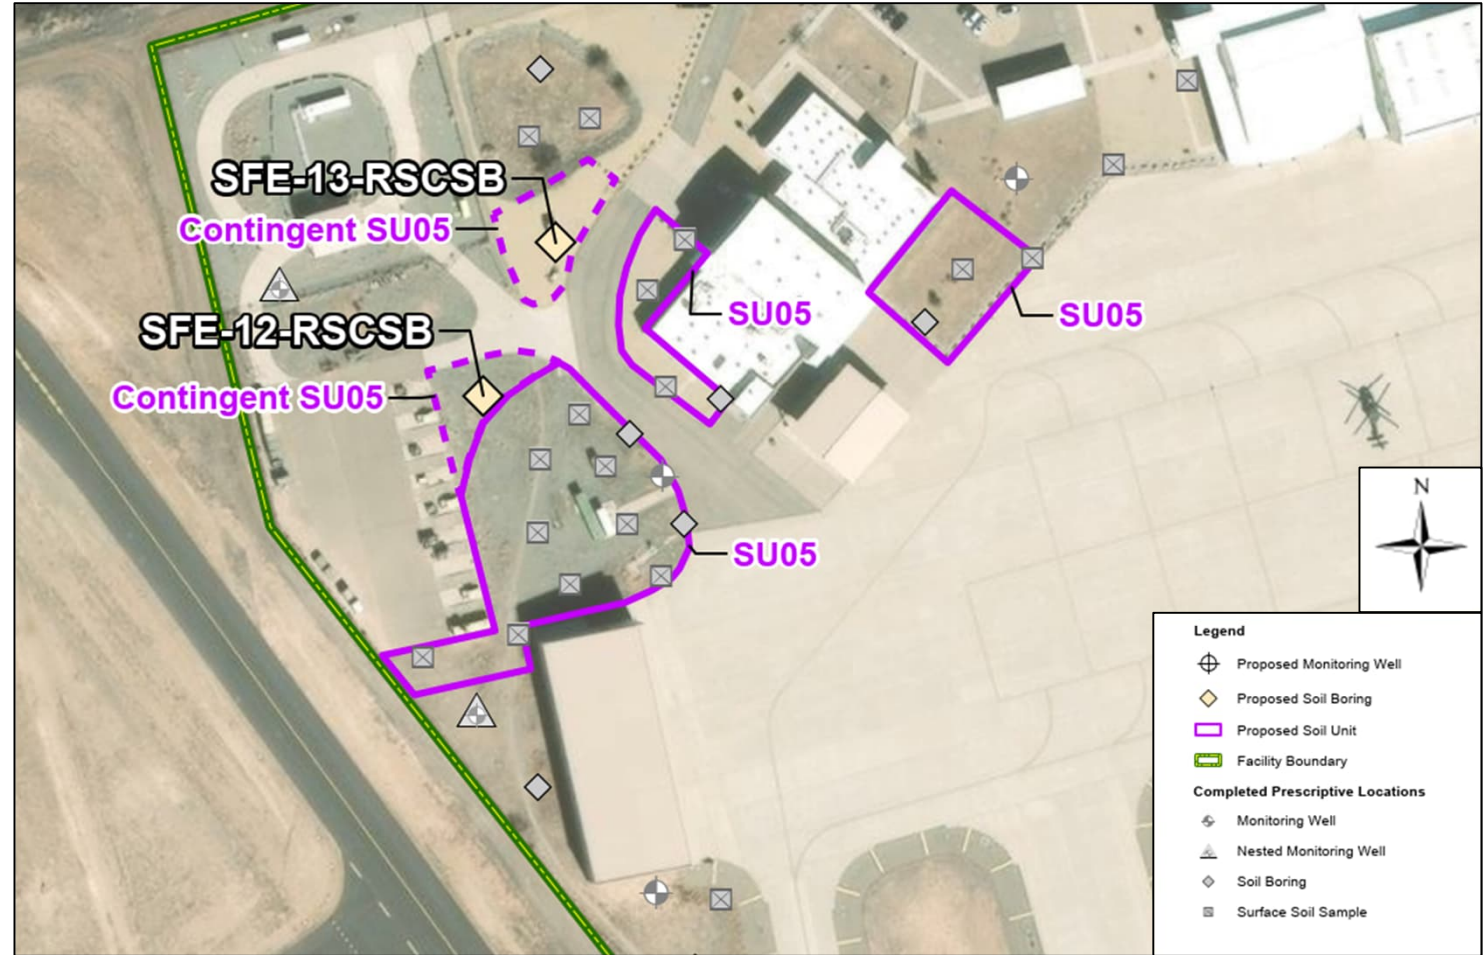 SFE-13-RSCSB
Contingent SU05
SU05
SU05
SFE-12-RSCSB
Contingent SU05
SU05
N
Legend
Proposed Monitoring Well
Proposed Soil Boring
Proposed Soil Unit
Facility Boundary
Completed Prescriptive Locations
Monitoring Well
Nested Monitoring Well
Soil Boring
Surface Soil Sample